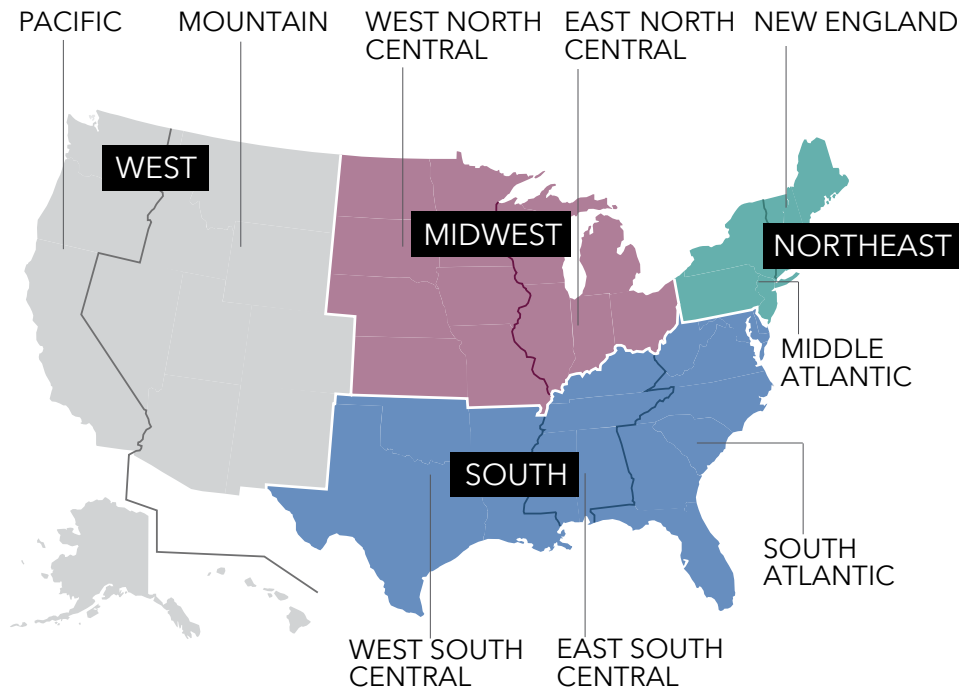 PACIFIC
MOUNTAIN
WEST NORTH
CENTRAL
EAST NORTH
CENTRAL
NEW ENGLAND
WEST
MIDWEST
NORTHEAST
MIDDLE
ATLANTIC
SOUTH
SOUTH
ATLANTIC
WEST SOUTH
CENTRAL
EAST SOUTH
CENTRAL